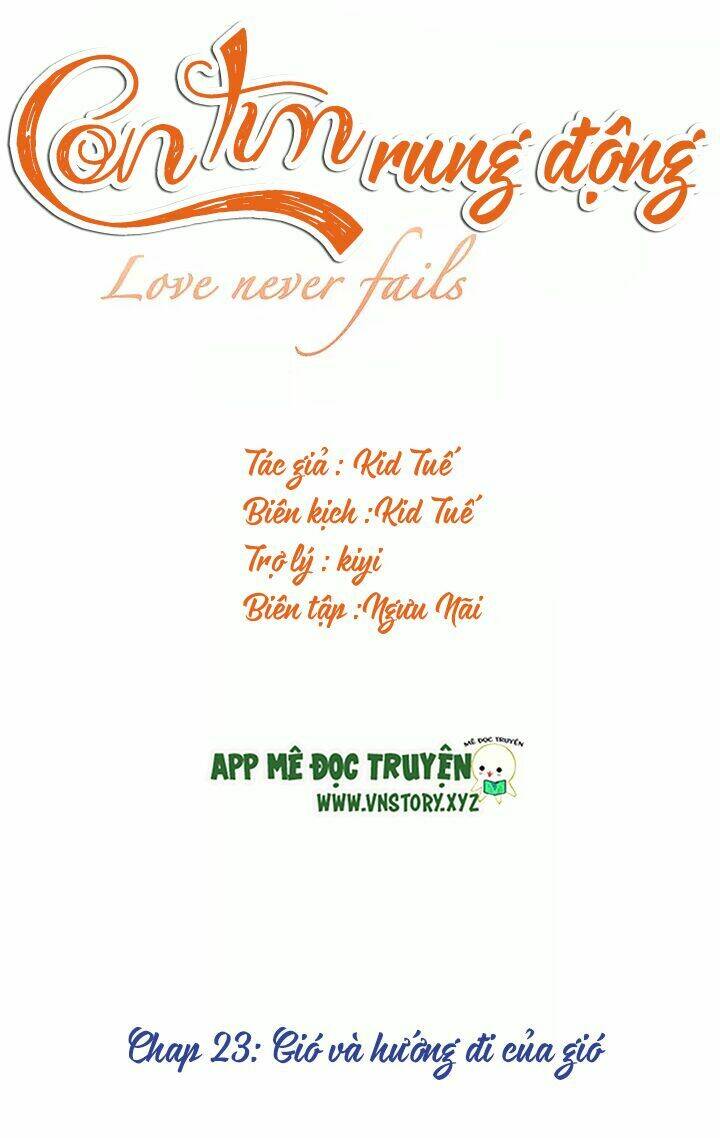 Con tim rung động
Love never fails
Tác giả : Kid Tuế
Biên kịch :Kid Tuế
Trợ lý : kiyi
Biên tập :Ngưu Nãi
MÊ ĐỌC TRUYỆN
APP MÊ ĐỌC TRUYỆN
WWW.VNSTORY.XYZ
Chap 23: Gió và hướng đi của gió